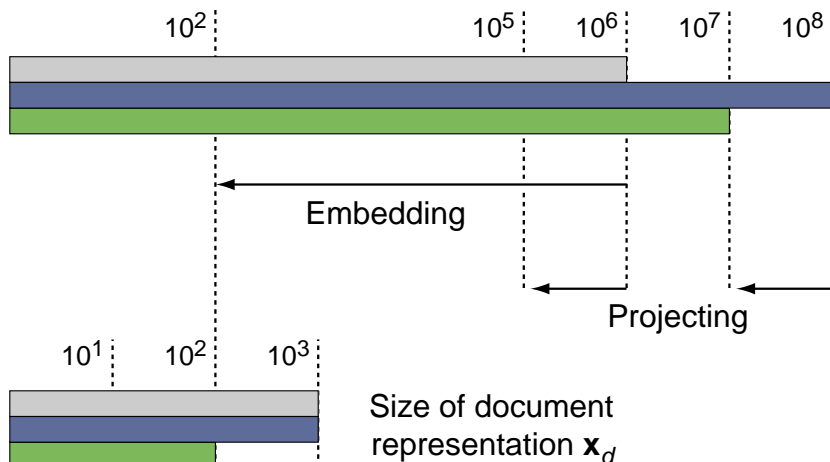 10² 10⁵ 10⁶ 10⁷ 10⁸
Embedding
Projecting
10¹ 10² 10³
Size of document
representation x_d